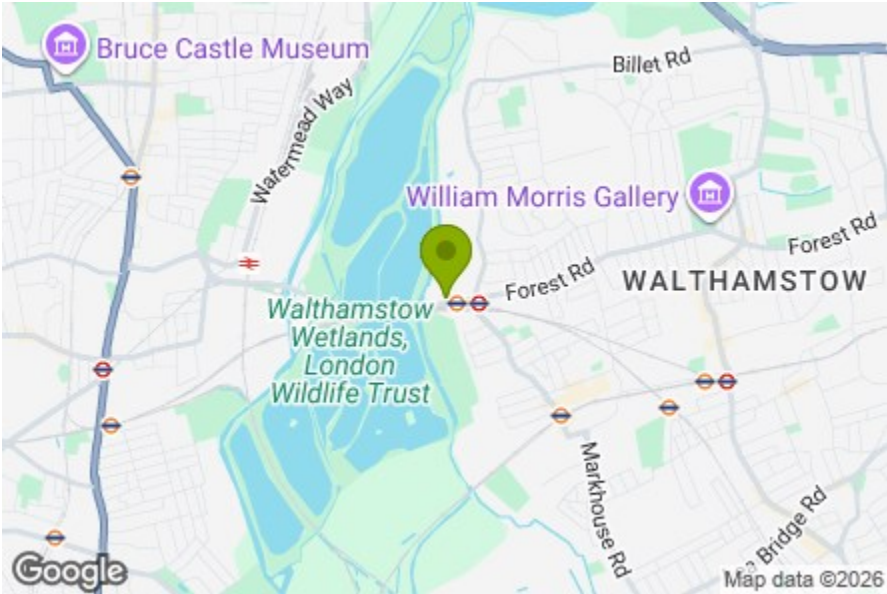 Bruce Castle Museum
Billet Rd
Watermead Way
William Morris Gallery
Forest Rd
Forest Rd
WALTHAMSTOW
Walthamstow
Wetlands,
London
Wildlife Trust
Markhouse Rd
Bridge Rd
Google
Map data ©2026